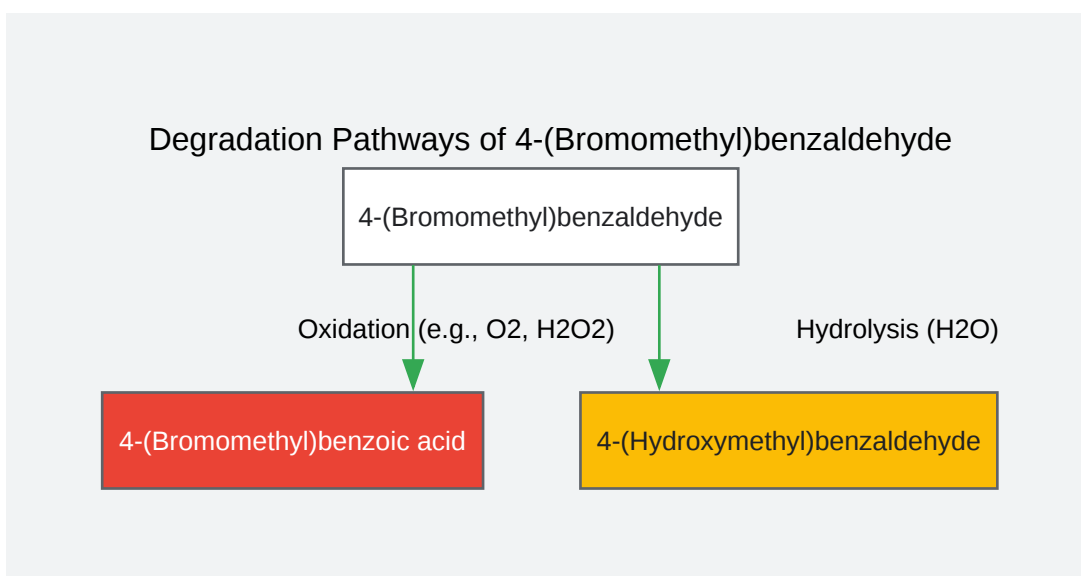 Degradation Pathways of 4-(Bromomethyl)benzaldehyde
4-(Bromomethyl)benzaldehyde
Oxidation (e.g., O2, H2O2)
Hydrolysis (H2O)
4-(Bromomethyl)benzoic acid
4-(Hydroxymethyl)benzaldehyde